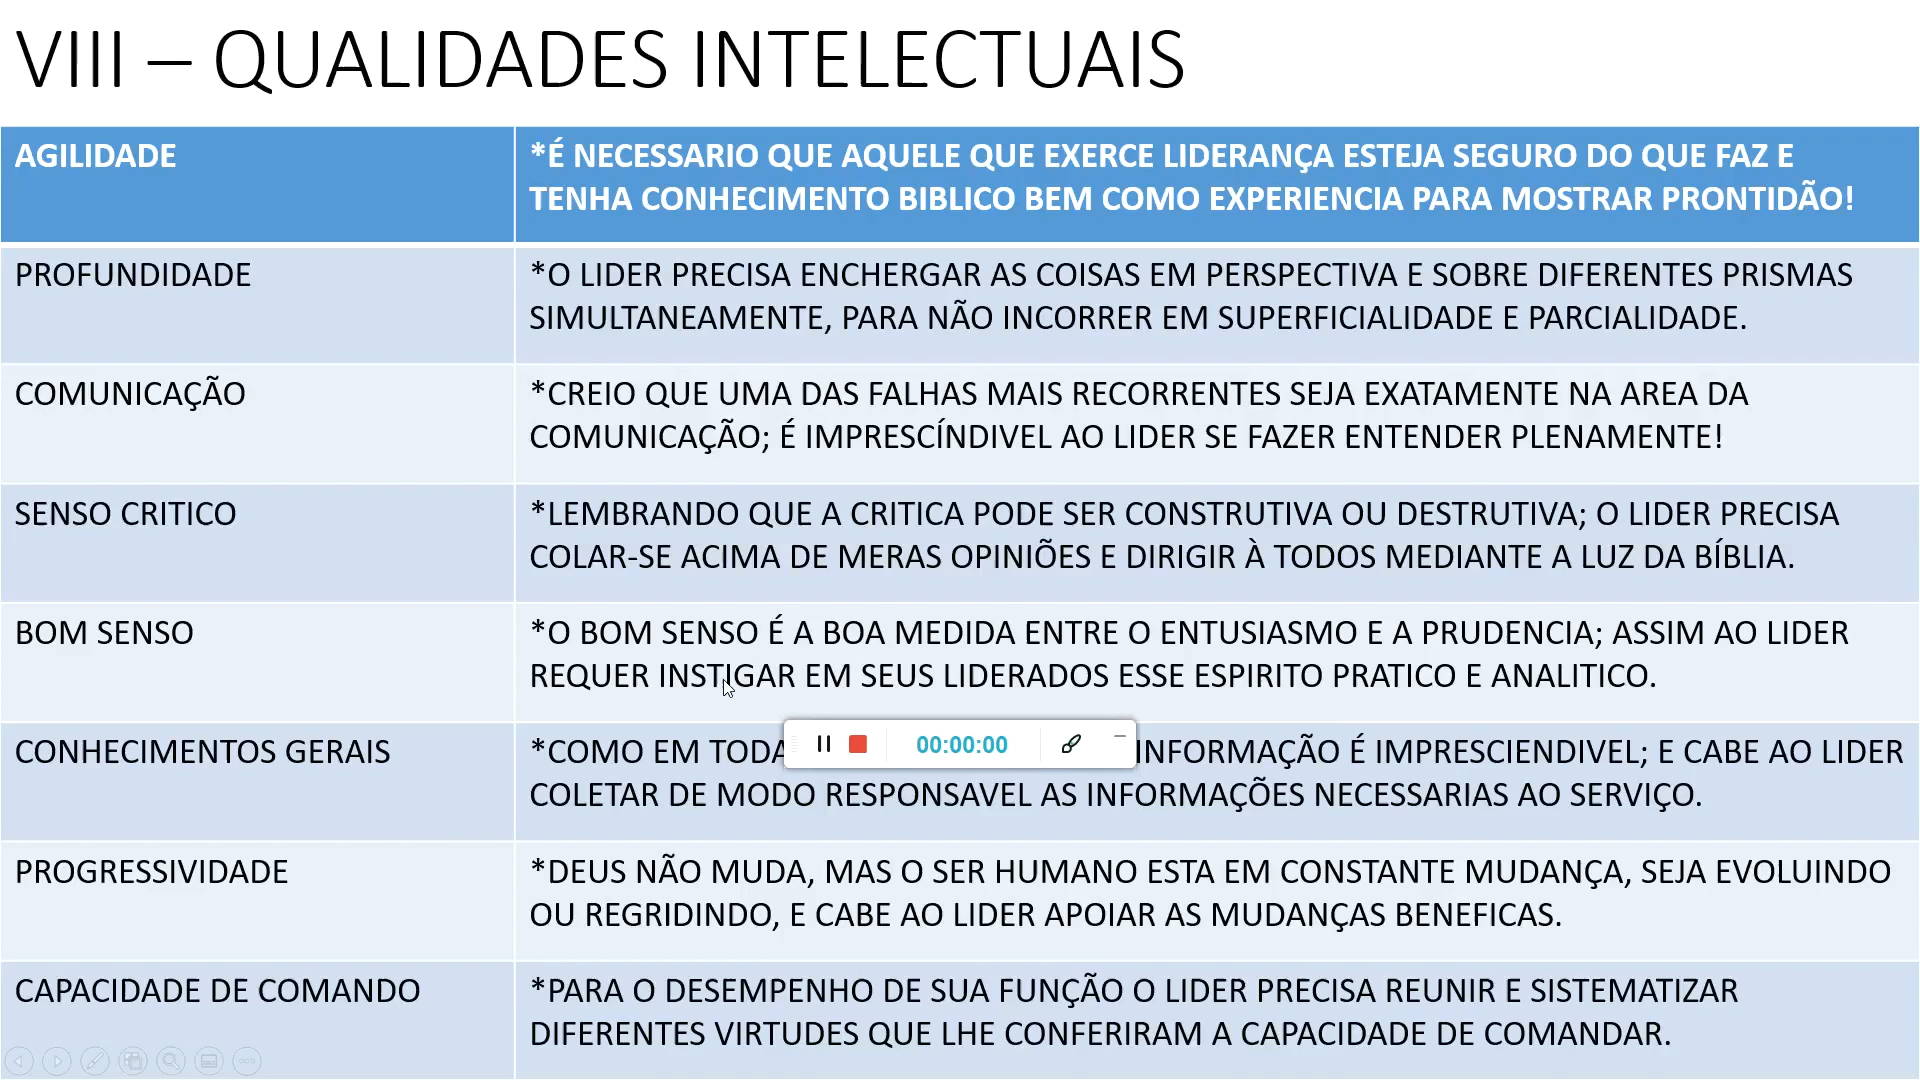 VIII – QUALIDADES INTELECTUAIS
AGILIDADE
*É NECESSARIO QUE AQUELE QUE EXERCE LIDERANÇA ESTEJA SEGURO DO QUE FAZ E
TENHA CONHECIMENTO BIBLICO BEM COMO EXPERIENCIA PARA MOSTRAR PRONTIDÃO!
PROFUNDIDADE
*O LIDER PRECISA ENCHERGAR AS COISAS EM PERSPECTIVA E SOBRE DIFERENTES PRISMAS
SIMULTANEAMENTE, PARA NÃO INCORRER EM SUPERFICIALIDADE E PARCIALIDADE.
COMUNICAÇÃO
*CREIO QUE UMA DAS FALHAS MAIS RECORRENTES SEJA EXATAMENTE NA AREA DA
COMUNICAÇÃO; É IMPRESCÍNDIVEL AO LIDER SE FAZER ENTENDER PLENAMENTE!
SENSO CRITICO
*LEMBRANDO QUE A CRITICA PODE SER CONSTRUTIVA OU DESTRUTIVA; O LIDER PRECISA
COLAR-SE ACIMA DE MERAS OPINIÕES E DIRIGIR À TODOS MEDIANTE A LUZ DA BÍBLIA.
BOM SENSO
*O BOM SENSO É A BOA MEDIDA ENTRE O ENTUSIASMO E A PRUDENCIA; ASSIM AO LIDER
REQUER INSTIGAR EM SEUS LIDERADOS ESSE ESPIRITO PRATICO E ANALITICO.
CONHECIMENTOS GERAIS
*COMO EM TODA INFORMAÇÃO É IMPRESCIENDIVEL; E CABE AO LIDER
00:00:00
COLETAR DE MODO RESPONSAVEL AS INFORMAÇÕES NECESSARIAS AO SERVIÇO.
PROGRESSIVIDADE
*DEUS NÃO MUDA, MAS O SER HUMANO ESTA EM CONSTANTE MUDANÇA, SEJA EVOLUINDO
OU REGRIDINDO, E CABE AO LIDER APOIAR AS MUDANÇAS BENEFICAS.
CAPACIDADE DE COMANDO
*PARA O DESEMPENHO DE SUA FUNÇÃO O LIDER PRECISA REUNIR E SISTEMATIZAR
DIFERENTES VIRTUDES QUE LHE CONFERIRAM A CAPACIDADE DE COMANDAR.